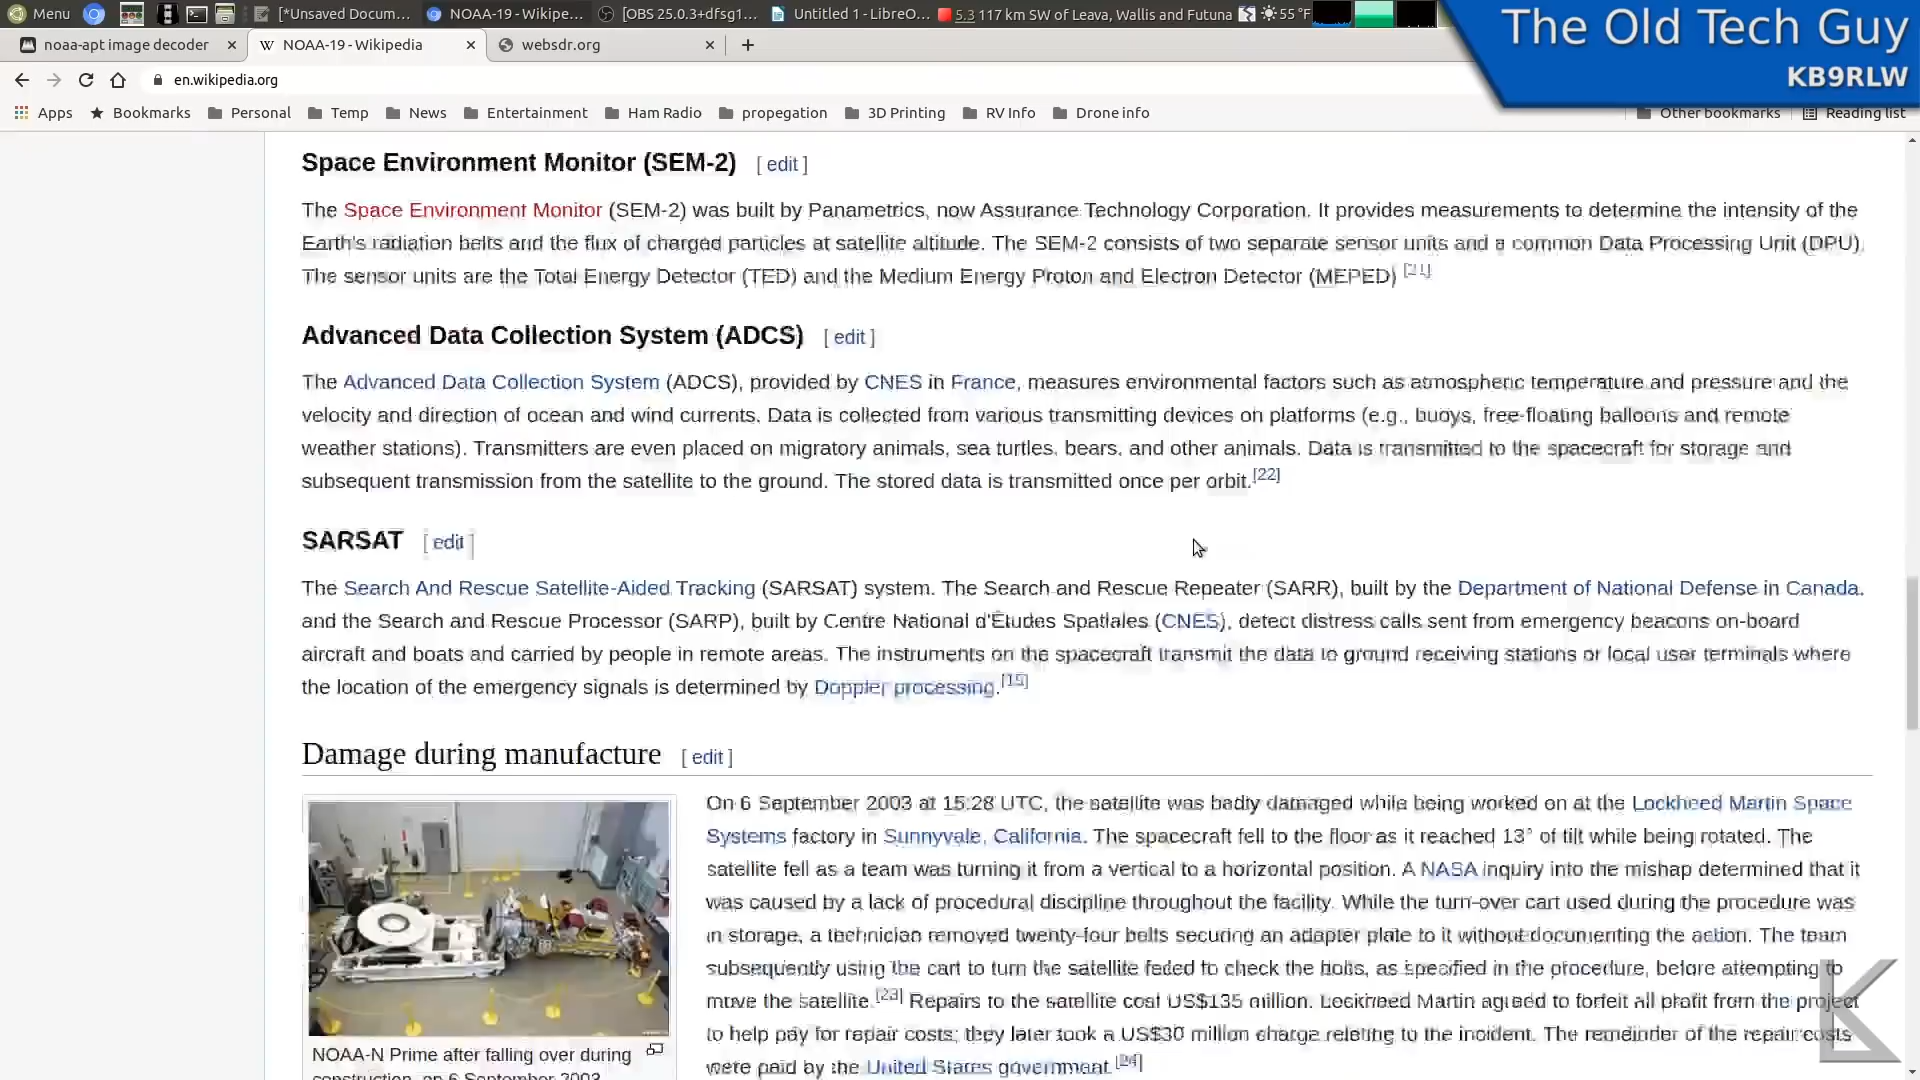 Menu
[*Unsaved Docum...
NOAA-19 - Wikipe...
[OBS 25.0.3+dfsg1...
Untitled 1 - LibreO...
5.3 117 km SW of Leava, Wallis and Futuna
55 °F
The Old Tech Guy
KB9RLW
noaa-apt image decoder
NOAA-19 - Wikipedia
websdr.org
en.wikipedia.org
Apps Bookmarks Personal Temp News Entertainment Ham Radio propegation 3D Printing RV Info Drone info Other bookmarks Reading list
Space Environment Monitor (SEM-2) [ edit ]
The Space Environment Monitor (SEM-2) was built by Panametrics, now Assurance Technology Corporation. It provides measurements to determine the intensity of the
Earth's radiation belts and the flux of charged particles at satellite altitude. The SEM-2 consists of two separate sensor units and a common Data Processing Unit (DPU).
The sensor units are the Total Energy Detector (TED) and the Medium Energy Proton and Electron Detector (MEPED) [21]
Advanced Data Collection System (ADCS) [ edit ]
The Advanced Data Collection System (ADCS), provided by CNES in France, measures environmental factors such as atmospheric temperature and pressure and the
velocity and direction of ocean and wind currents. Data is collected from various transmitting devices on platforms (e.g., buoys, free-floating balloons and remote
weather stations). Transmitters are even placed on migratory animals, sea turtles, bears, and other animals. Data is transmitted to the spacecraft for storage and
subsequent transmission from the satellite to the ground. The stored data is transmitted once per orbit.[22]
SARSAT [ edit ]
The Search And Rescue Satellite-Aided Tracking (SARSAT) system. The Search and Rescue Repeater (SARR), built by the Department of National Defense in Canada.
and the Search and Rescue Processor (SARP), built by Centre National d'Études Spatiales (CNES), detect distress calls sent from emergency beacons on-board
aircraft and boats and carried by people in remote areas. The instruments on the spacecraft transmit the data to ground receiving stations or local user terminals where
the location of the emergency signals is determined by Doppler processing.[15]
Damage during manufacture [ edit ]
On 6 September 2003 at 15:28 UTC, the satellite was badly damaged while being worked on at the Lockheed Martin Space
Systems factory in Sunnyvale, California. The spacecraft fell to the floor as it reached 13° of tilt while being rotated. The
satellite fell as a team was turning it from a vertical to a horizontal position. A NASA inquiry into the mishap determined that it
was caused by a lack of procedural discipline throughout the facility. While the turn-over cart used during the procedure was
in storage, a technician removed twenty-four bolts securing an adapter plate to it without documenting the action. The team
subsequently using the cart to turn the satellite failed to check the bolts, as specified in the procedure, before attempting to
move the satellite.[23] Repairs to the satellite cost US$135 million. Lockheed Martin agreed to forfeit all profit from the project
to help pay for repair costs; they later took a US$30 million charge relating to the incident. The remainder of the repair costs
were paid by the United States government.[24]
NOAA-N Prime after falling over during
construction, on 6 September 2003
K